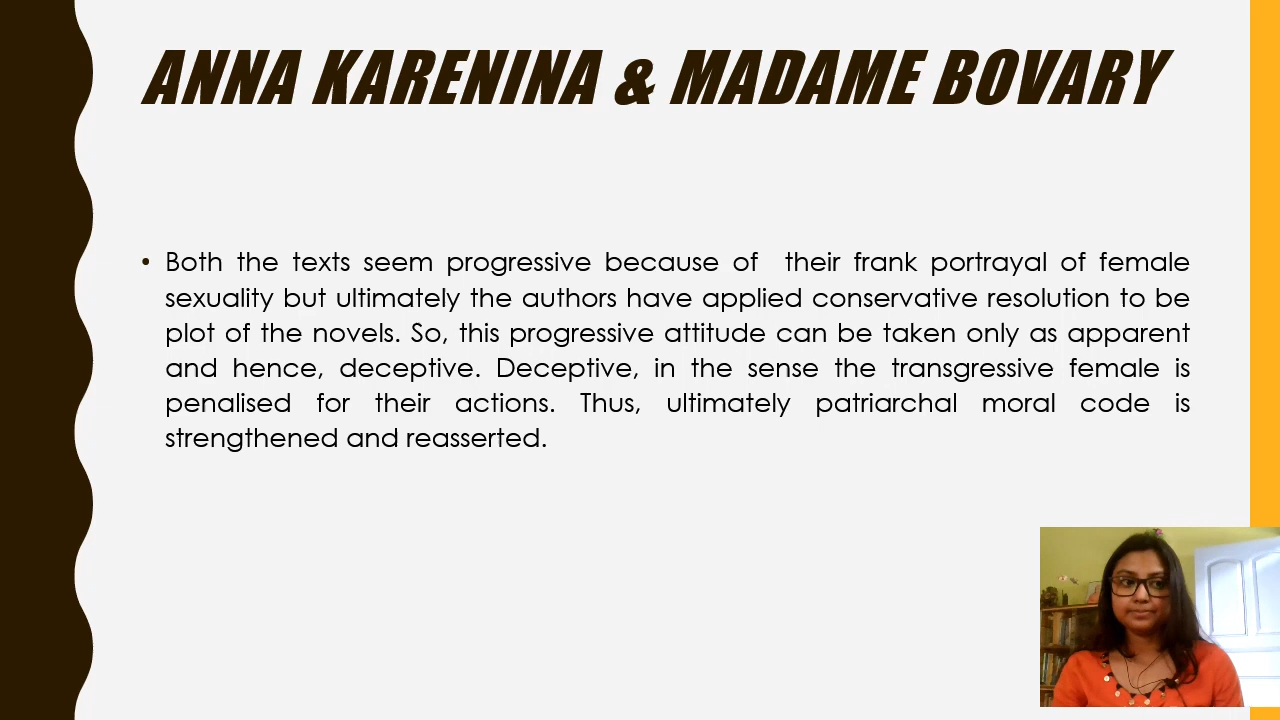 ANNA KARENINA & MADAME BOVARY
• Both the texts seem progressive because of their frank portrayal of female
sexuality but ultimately the authors have applied conservative resolution to be
plot of the novels. So, this progressive attitude can be taken only as apparent
and hence, deceptive. Deceptive, in the sense the transgressive female is
penalised for their actions. Thus, ultimately patriarchal moral code is
strengthened and reasserted.